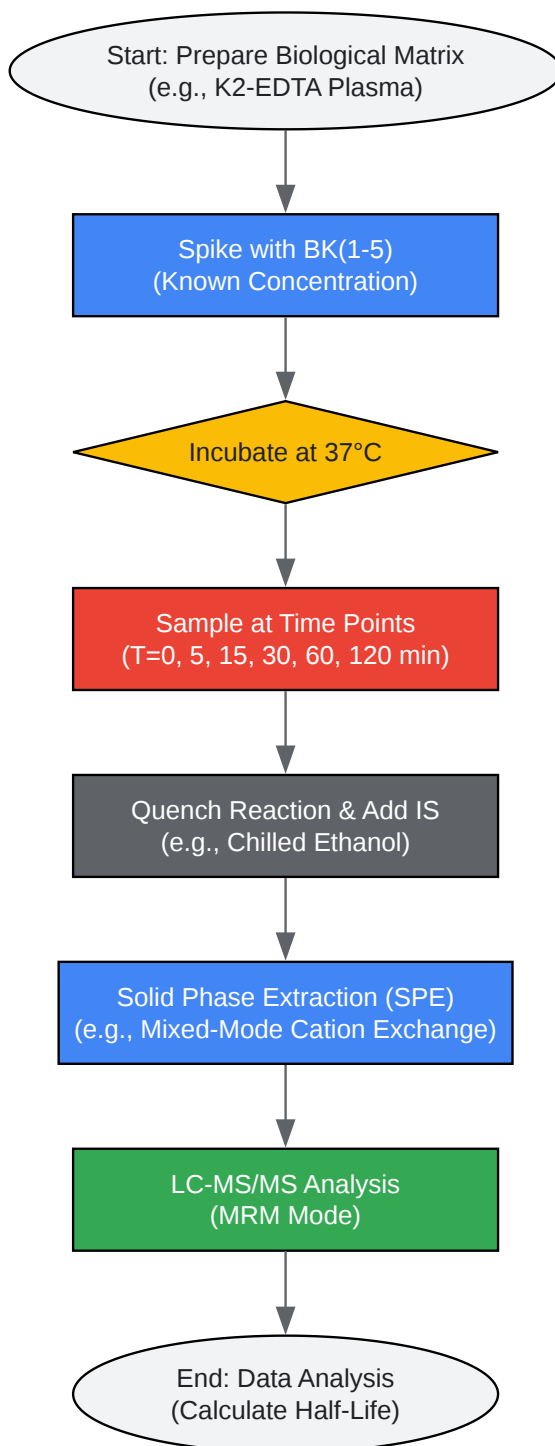 Start: Prepare Biological Matrix
(e.g., K2-EDTA Plasma)
Spike with BK(1-5)
(Known Concentration)
Incubate at 37°C
Sample at Time Points
(T=0, 5, 15, 30, 60, 120 min)
Quench Reaction & Add IS
(e.g., Chilled Ethanol)
Solid Phase Extraction (SPE)
(e.g., Mixed-Mode Cation Exchange)
LC-MS/MS Analysis
(MRM Mode)
End: Data Analysis
(Calculate Half-Life)